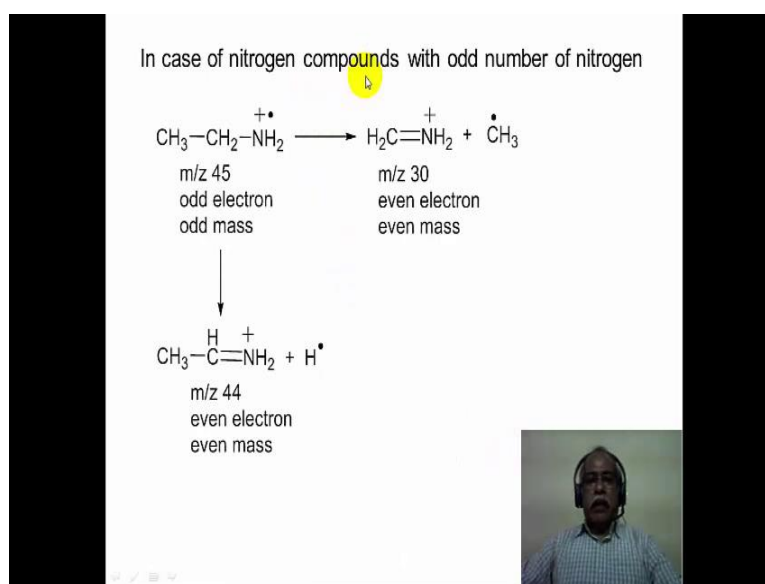 In case of nitrogen compounds with odd number of nitrogen
+•
CH3−CH2−NH2 ⟶ H2C=NH2 + CH3
+
•
m/z 45
odd electron
odd mass
m/z 30
even electron
even mass
H +
CH3−C=NH2 + H•
m/z 44
even electron
even mass